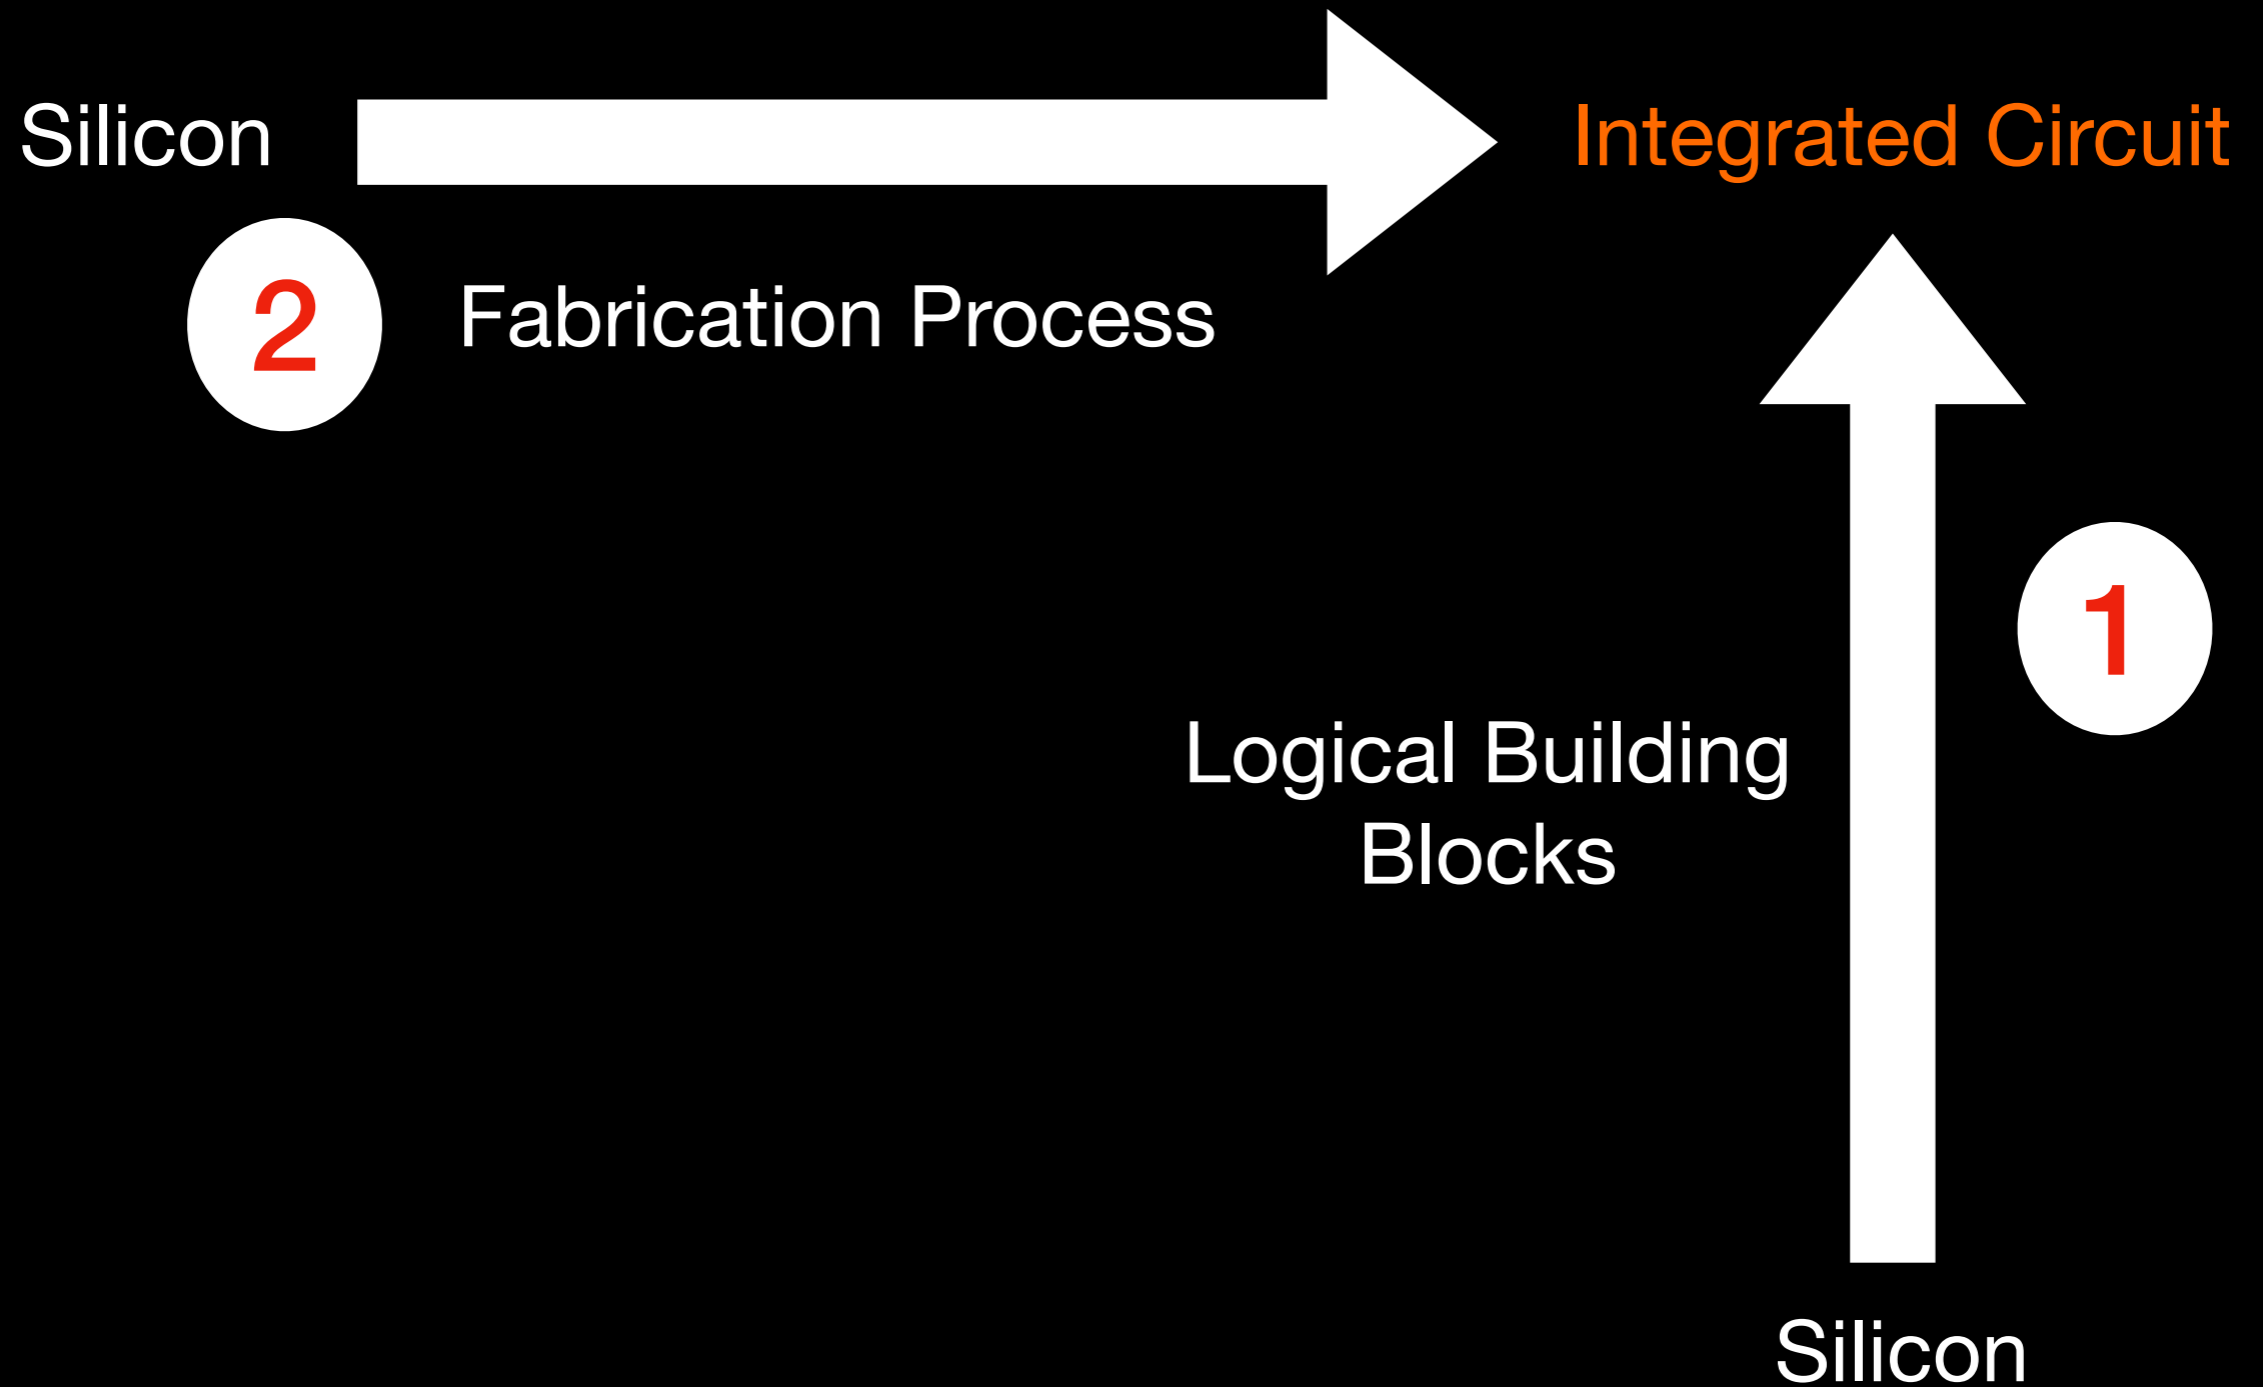 Silicon
Integrated Circuit
2
Fabrication Process
1
Logical Building
Blocks
Silicon